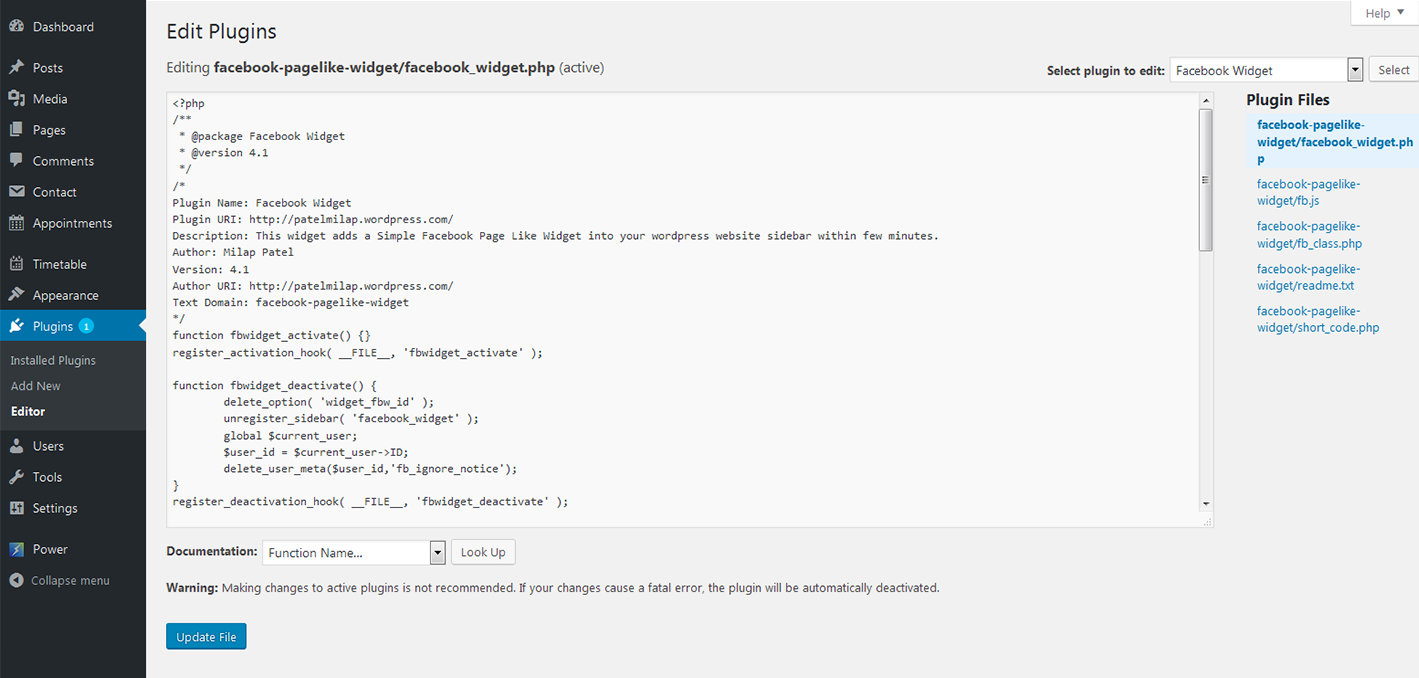 Dashboard
Posts
Media
Pages
Comments
Contact
Appointments
Timetable
Appearance
Plugins 1
Installed Plugins
Add New
Editor
Users
Tools
Settings
Power
Collapse menu
Help
Edit Plugins
Editing facebook-pagelike-widget/facebook_widget.php (active)
Select plugin to edit: Facebook Widget Select
<?php
/**
 * @package Facebook Widget
 * @version 4.1
 */
/*
Plugin Name: Facebook Widget
Plugin URI: http://patelmilap.wordpress.com/
Description: This widget adds a Simple Facebook Page Like Widget into your wordpress website sidebar within few minutes.
Author: Milap Patel
Version: 4.1
Author URI: http://patelmilap.wordpress.com/
Text Domain: facebook-pagelike-widget
*/
function fbwidget_activate() {}
register_activation_hook( __FILE__, 'fbwidget_activate' );
function fbwidget_deactivate() {
        delete_option( 'widget_fbw_id' );
        unregister_sidebar( 'facebook_widget' );
        global $current_user;
        $user_id = $current_user->ID;
        delete_user_meta($user_id,'fb_ignore_notice');
}
register_deactivation_hook( __FILE__, 'fbwidget_deactivate' );
Plugin Files
facebook-pagelike-
widget/facebook_widget.ph
p
facebook-pagelike-
widget/fb.js
facebook-pagelike-
widget/fb_class.php
facebook-pagelike-
widget/readme.txt
facebook-pagelike-
widget/short_code.php
Documentation: Function Name... Look Up
Warning: Making changes to active plugins is not recommended. If your changes cause a fatal error, the plugin will be automatically deactivated.
Update File